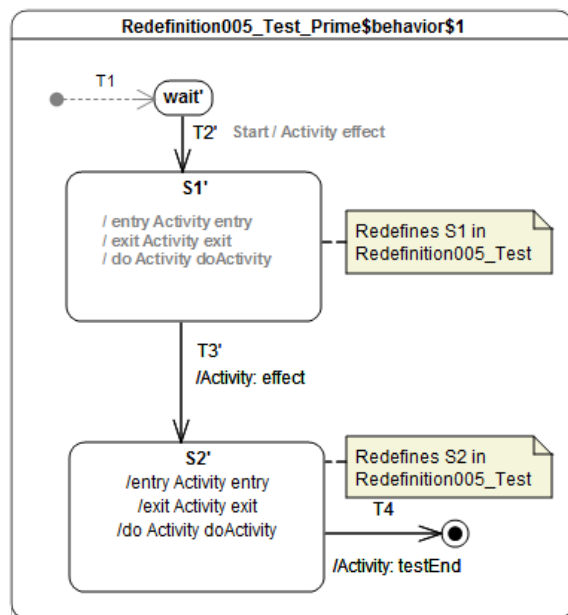 Redefinition005_Test_Prime$behavior$1
T1
wait'
T2' Start / Activity effect
S1'
/ entry Activity entry
/ exit Activity exit
/ do Activity doActivity
Redefines S1 in
Redefinition005_Test
T3'
/Activity: effect
S2'
/entry Activity entry
/exit Activity exit
/do Activity doActivity
Redefines S2 in
Redefinition005_Test
T4
/Activity: testEnd